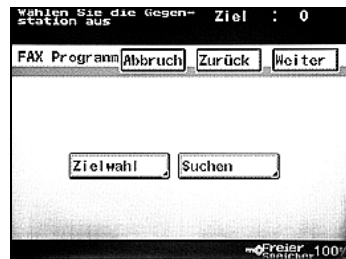 Wählen Sie die Gegen- Ziel : 0
station aus
FAX Programm Abbruch Zurück Weiter
Zielwahl Suchen
Freier
Speicher 100%